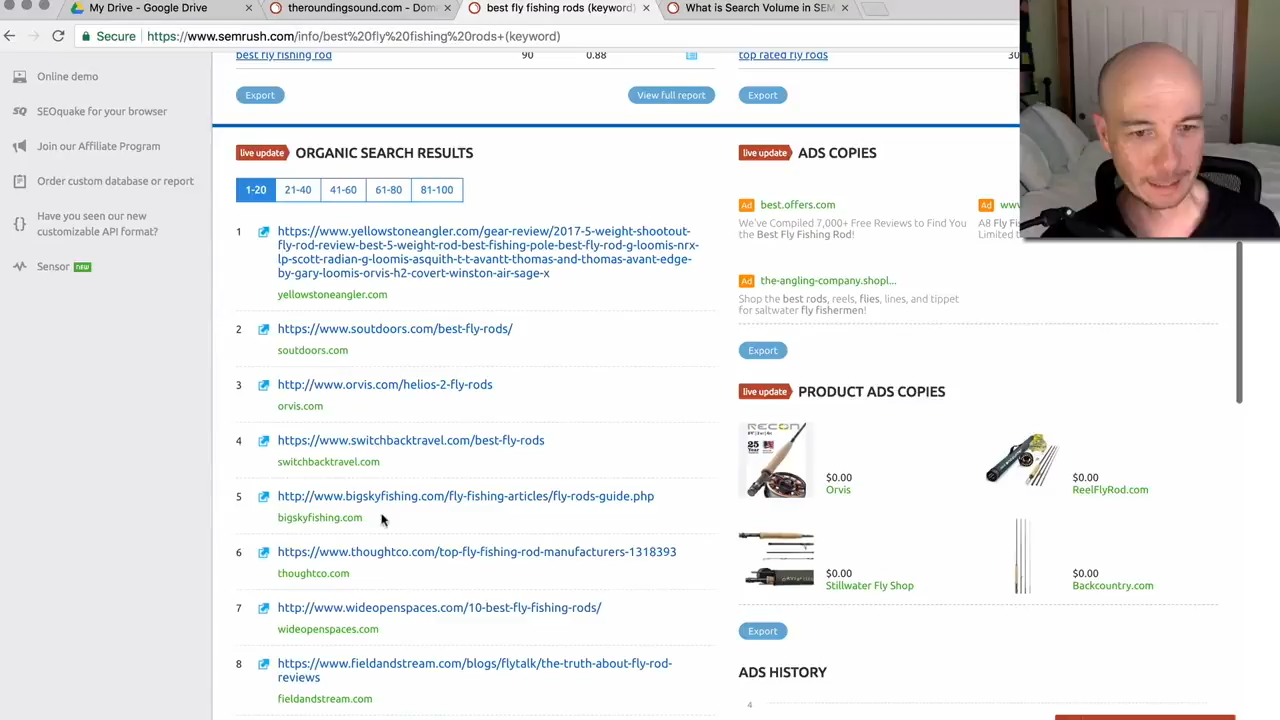 My Drive - Google Drive
theroundingsound.com - Dom
best fly fishing rods (keyword)
What is Search Volume in SEM
Secure
https://www.semrush.com/info/best%20fly%20fishing%20rods+(keyword)
Online demo
SEOquake for your browser
Join our Affiliate Program
Order custom database or report
Have you seen our new
customizable API format?
Sensor new
best fly fishing rod 90 0.88
Export
View full report
top rated fly rods 30
Export
live update ORGANIC SEARCH RESULTS
1-20 21-40 41-60 61-80 81-100
1 https://www.yellowstoneangler.com/gear-review/2017-5-weight-shootout-
fly-rod-review-best-5-weight-rod-best-fishing-pole-best-fly-rod-g-loomis-nrx-
lp-scott-radian-g-loomis-asquith-t-t-avantt-thomas-and-thomas-avant-edge-
by-gary-loomis-orvis-h2-covert-winston-air-sage-x
yellowstoneangler.com
2 https://www.soutdoors.com/best-fly-rods/
soutdoors.com
3 http://www.orvis.com/helios-2-fly-rods
orvis.com
4 https://www.switchbacktravel.com/best-fly-rods
switchbacktravel.com
5 http://www.bigskyfishing.com/fly-fishing-articles/fly-rods-guide.php
bigskyfishing.com
6 https://www.thoughtco.com/top-fly-fishing-rod-manufacturers-1318393
thoughtco.com
7 http://www.wideopenspaces.com/10-best-fly-fishing-rods/
wideopenspaces.com
8 https://www.fieldandstream.com/blogs/flytalk/the-truth-about-fly-rod-
reviews
fieldandstream.com
live update ADS COPIES
Ad best.offers.com
We've Compiled 7,000+ Free Reviews to Find You
the Best Fly Fishing Rod!
Ad www
A8 Fly Fi
Limited t
Ad the-angling-company.shopl...
Shop the best rods, reels, flies, lines, and tippet
for saltwater fly fishermen!
Export
live update PRODUCT ADS COPIES
RECON
25
$0.00
Orvis
$0.00
ReelFlyRod.com
$0.00
Stillwater Fly Shop
$0.00
Backcountry.com
Export
ADS HISTORY
4